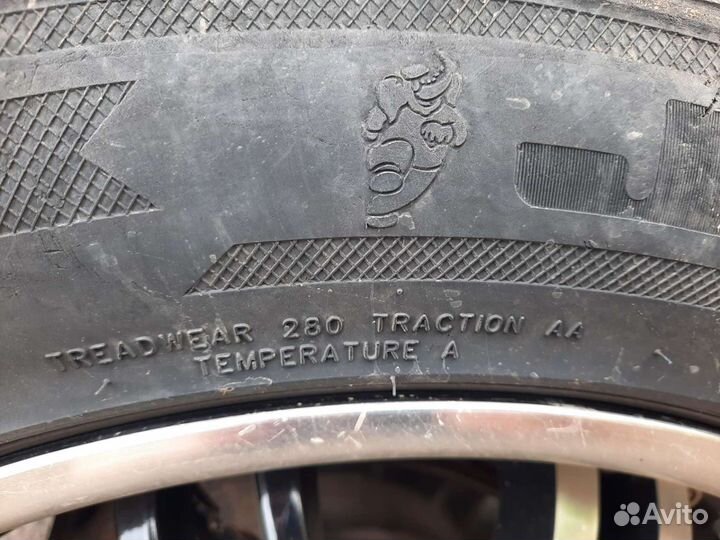 TREADWEAR 280 TRACTION AA
TEMPERATURE A
Avito